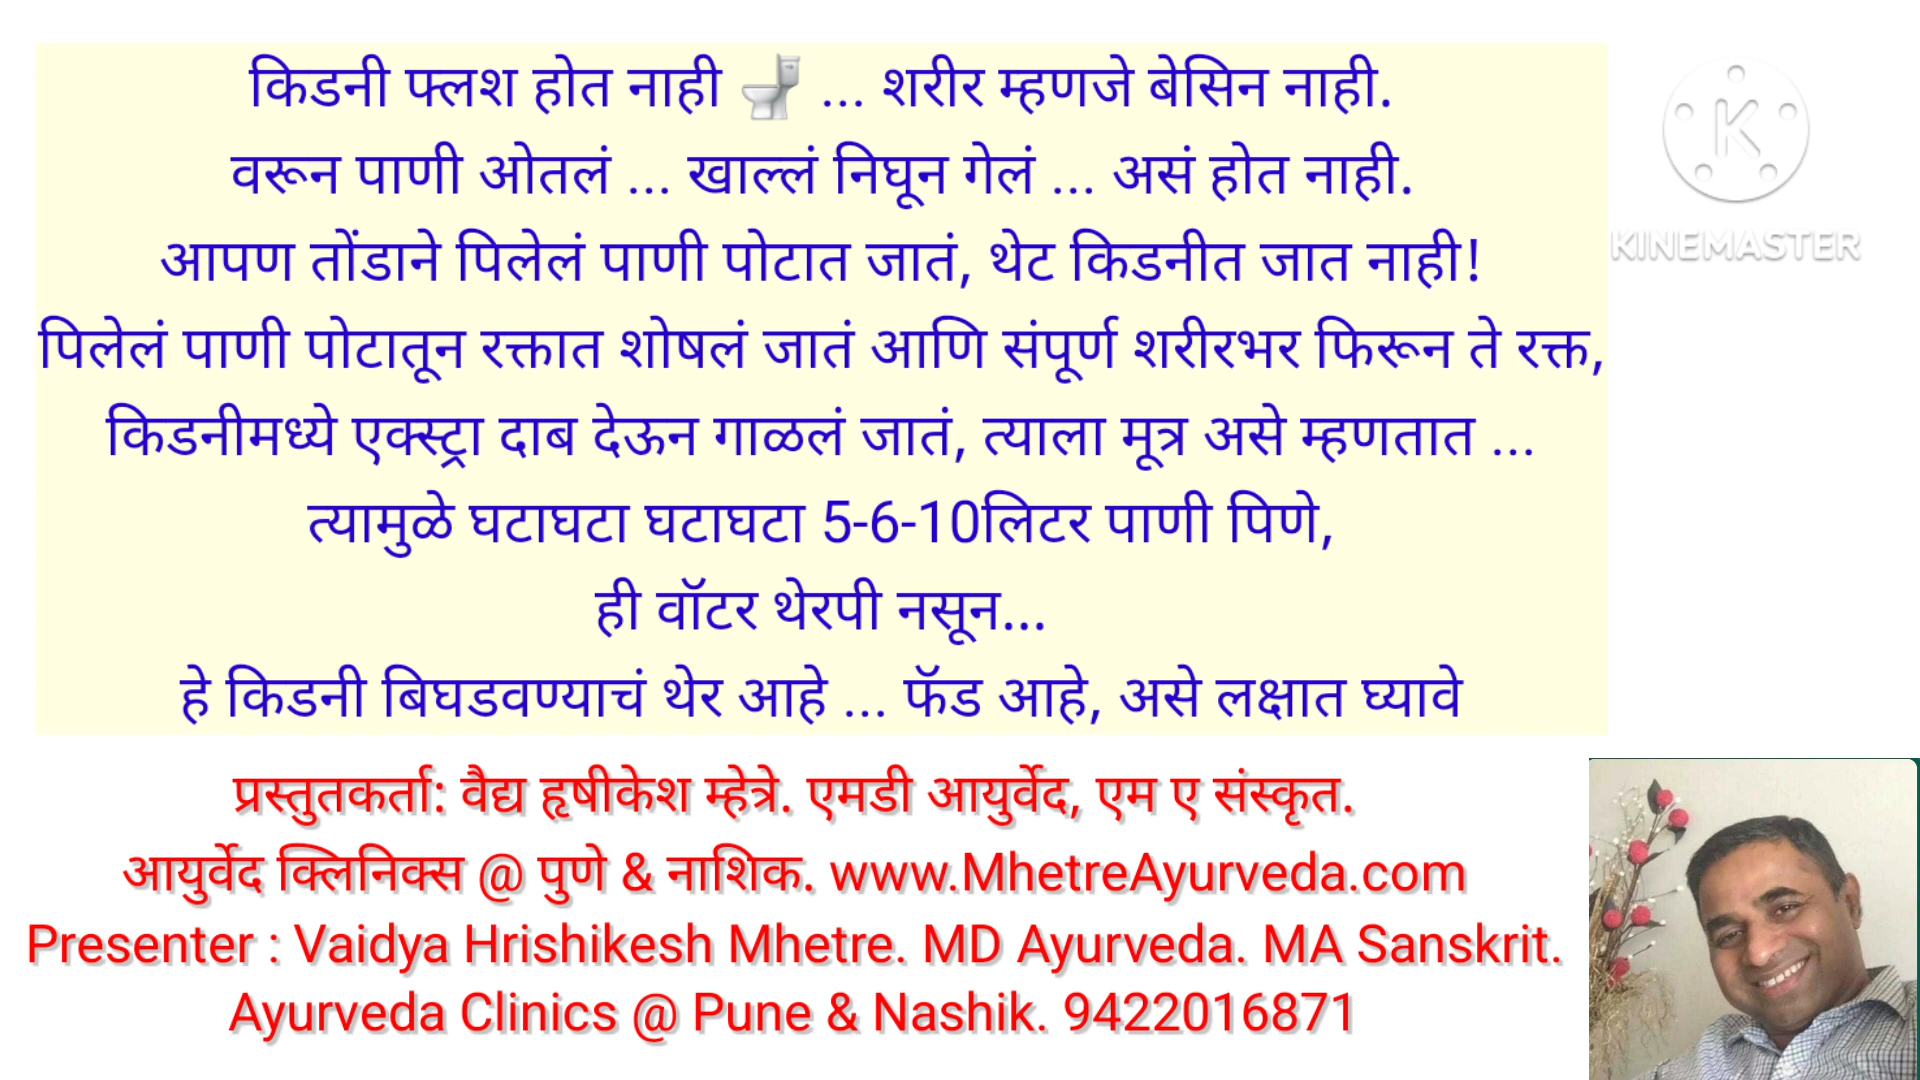 किडनी फ्लश होत नाही 🚽 ... शरीर म्हणजे बेसिन नाही.
वरून पाणी ओतलं ... खाल्लं निघून गेलं ... असं होत नाही.
आपण तोंडाने पिलेलं पाणी पोटात जातं, थेट किडनीत जात नाही!
पिलेलं पाणी पोटातून रक्तात शोषलं जातं आणि संपूर्ण शरीरभर फिरून ते रक्त,
किडनीमध्ये एक्स्ट्रा दाब देऊन गाळलं जातं, त्याला मूत्र असे म्हणतात ...
त्यामुळे घटाघटा घटाघटा 5-6-10लिटर पाणी पिणे,
ही वॉटर थेरपी नसून...
हे किडनी बिघडवण्याचं थेर आहे ... फॅड आहे, असे लक्षात घ्यावे
प्रस्तुतकर्ता: वैद्य हृषीकेश म्हेत्रे. एमडी आयुर्वेद, एम ए संस्कृत.
आयुर्वेद क्लिनिक्स @ पुणे & नाशिक. www.MhetreAyurveda.com
Presenter : Vaidya Hrishikesh Mhetre. MD Ayurveda. MA Sanskrit.
Ayurveda Clinics @ Pune & Nashik. 9422016871
K
KINEMASTER